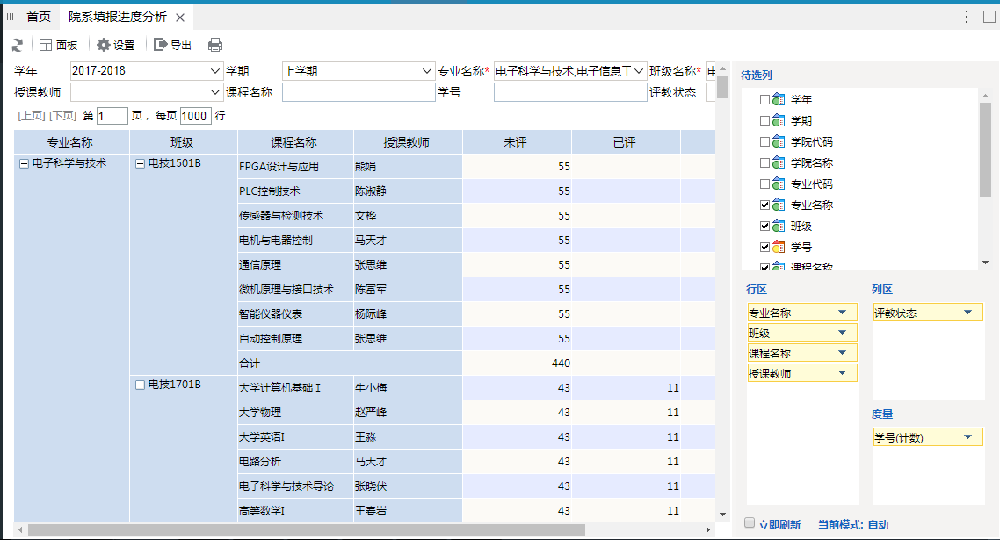 首页 院系填报进度分析
面板 设置 导出
学年 2017-2018 学期 上学期 专业名称* 电子科学与技术,电子信息工 班级名称* 电
授课教师 课程名称 学号 评教状态
[上页] [下页] 第 1 页， 每页 1000 行
专业名称 班级 课程名称 授课教师 未评 已评
电子科学与技术 电技1501B FPGA设计与应用 熊娟 55
PLC控制技术 陈淑静 55
传感器与检测技术 文桦 55
电机与电器控制 马天才 55
通信原理 张思维 55
微机原理与接口技术 陈富军 55
智能仪器仪表 杨际峰 55
自动控制原理 张思维 55
合计 440
电技1701B 大学计算机基础 I 牛小梅 43 11
大学物理 赵严峰 43 11
大学英语I 王淼 43 11
电路分析 马天才 43 11
电子科学与技术导论 张晓伏 43 11
高等数学I 王春岩 43 11
待选列
学年
学期
学院代码
学院名称
专业代码
专业名称
班级
学号
课程名称
行区 列区
专业名称 评教状态
班级
课程名称
授课教师
度量
学号(计数)
立即刷新 当前模式: 自动